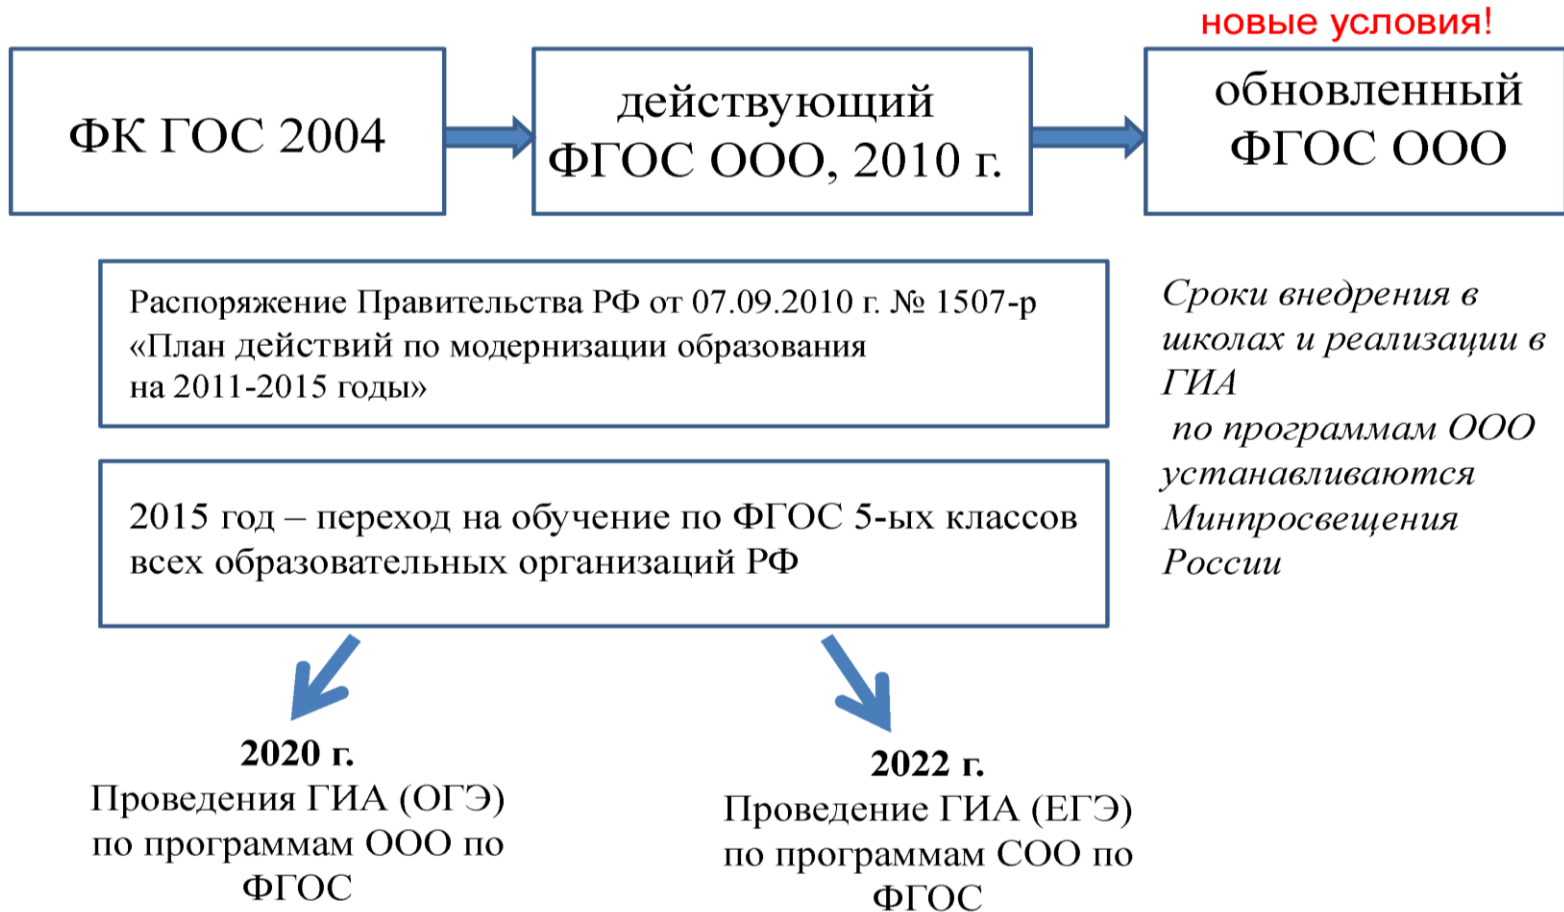 новые условия!
ФК ГОС 2004
действующий
ФГОС ООО, 2010 г.
обновленный
ФГОС ООО
Распоряжение Правительства РФ от 07.09.2010 г. № 1507-р
«План действий по модернизации образования
на 2011-2015 годы»
2015 год – переход на обучение по ФГОС 5-ых классов
всех образовательных организаций РФ
Сроки внедрения в
школах и реализации в
ГИА
по программам ООО
устанавливаются
Минпросвещения
России
2020 г.
Проведения ГИА (ОГЭ)
по программам ООО по
ФГОС
2022 г.
Проведение ГИА (ЕГЭ)
по программам СОО по
ФГОС